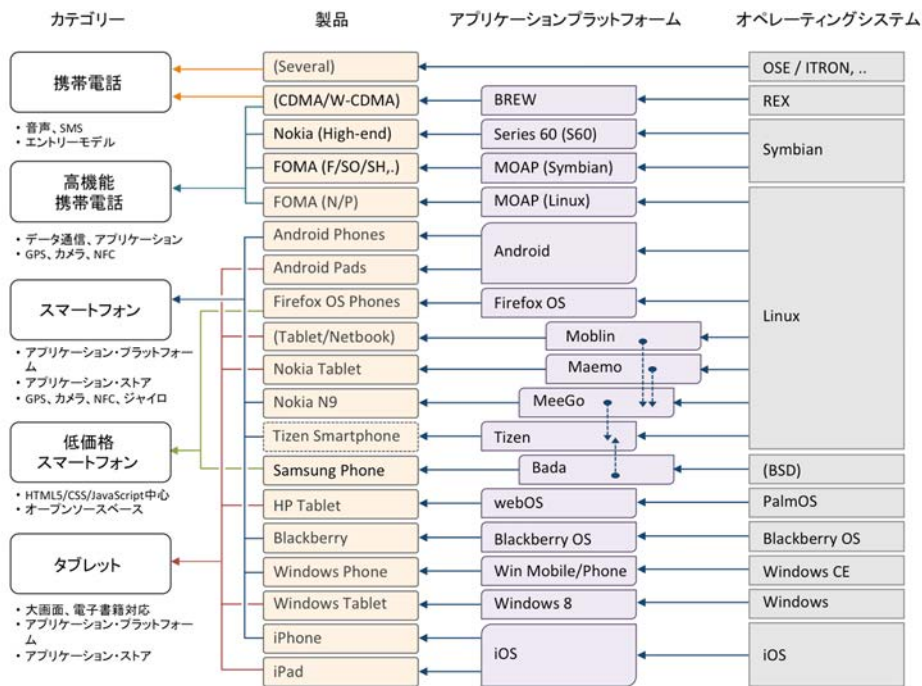 カテゴリー
製品
アプリケーションプラットフォーム
オペレーティングシステム
携帯電話
• 音声、SMS
• エントリーモデル
高機能
携帯電話
• データ通信、アプリケーション
• GPS、カメラ、NFC
スマートフォン
• アプリケーション・プラットフォー
ム
• アプリケーション・ストア
• GPS、カメラ、NFC、ジャイロ
低価格
スマートフォン
• HTML5/CSS/JavaScript中心
• オープンソースベース
タブレット
• 大画面、電子書籍対応
• アプリケーション・プラットフォー
ム
• アプリケーション・ストア
(Several)
(CDMA/W-CDMA)
Nokia (High-end)
FOMA (F/SO/SH,.)
FOMA (N/P)
Android Phones
Android Pads
Firefox OS Phones
(Tablet/Netbook)
Nokia Tablet
Nokia N9
Tizen Smartphone
Samsung Phone
HP Tablet
Blackberry
Windows Phone
Windows Tablet
iPhone
iPad
BREW
Series 60 (S60)
MOAP (Symbian)
MOAP (Linux)
Android
Firefox OS
Moblin
Maemo
MeeGo
Tizen
Bada
webOS
Blackberry OS
Win Mobile/Phone
Windows 8
iOS
OSE / ITRON, ..
REX
Symbian
Linux
(BSD)
PalmOS
Blackberry OS
Windows CE
Windows
iOS